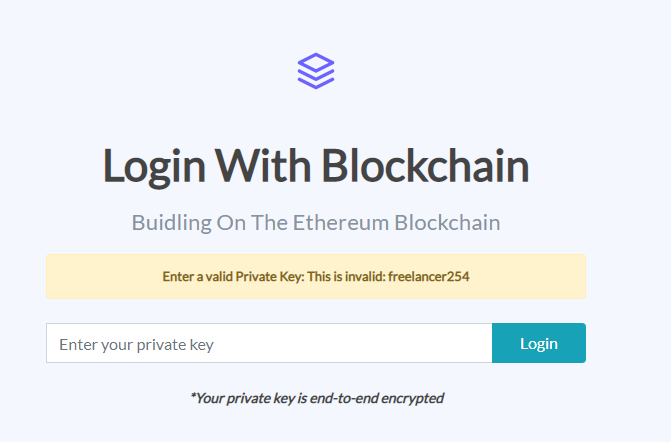 Login With Blockchain
Buidling On The Ethereum Blockchain
Enter a valid Private Key: This is invalid: freelancer254
Enter your private key
Login
*Your private key is end-to-end encrypted